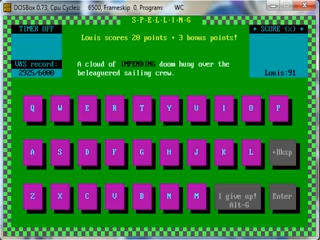 DOSBox 0.73, Cpu Cycles: 6500, Frameskip 0, Program: WC
S-P-E-L-L-I-N-G
TIMER OFF
Louis scores 20 points + 3 bonus points!
+ SCORE (x) +
VGS record:
2925/6000
A cloud of IMPENDING doom hung over the
beleaguered sailing crew.
Louis:91
Q W E R T Y U I O P
A S D F G H J K L +Bksp
Z X C V B N M I give up! Alt-G Enter